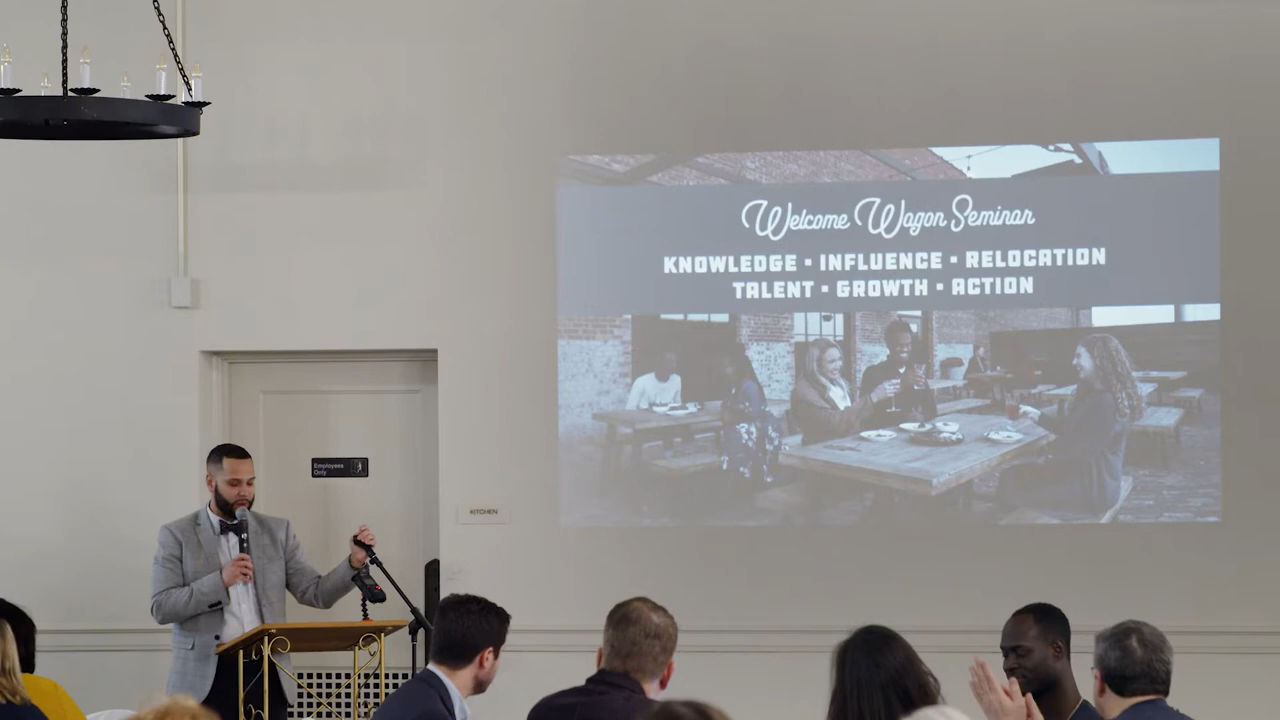 Welcome Wagon Seminar
KNOWLEDGE ▪ INFLUENCE ▪ RELOCATION
TALENT ▪ GROWTH ▪ ACTION
Employees
Only
KITCHEN